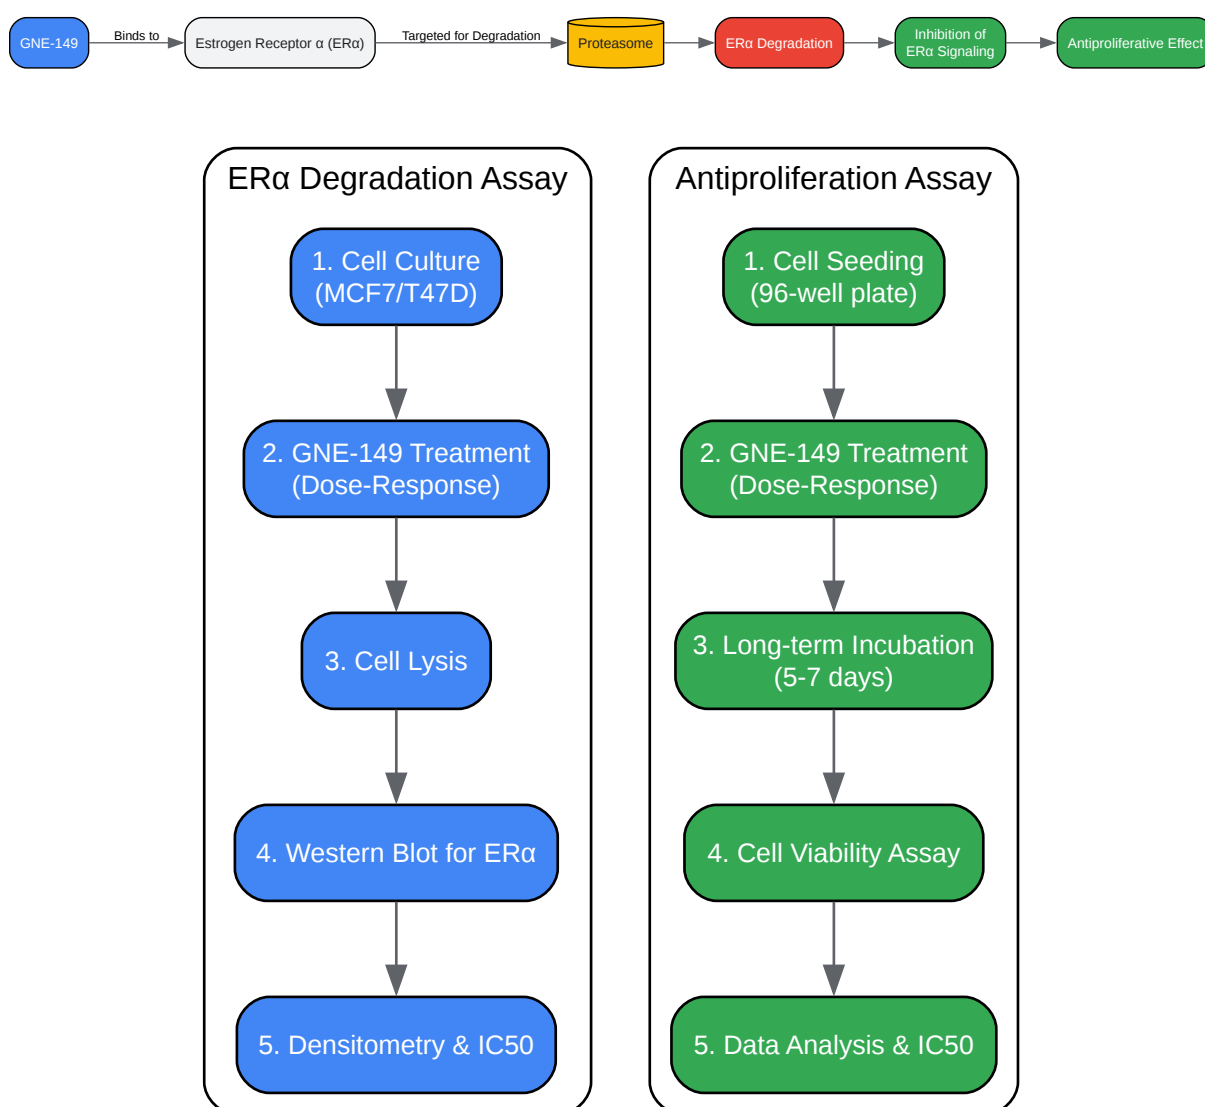 GNE-149
Binds to
Estrogen Receptor α (ERα)
Targeted for Degradation
Proteasome
ERα Degradation
Inhibition of
ERα Signaling
Antiproliferative Effect
ERα Degradation Assay
1. Cell Culture
(MCF7/T47D)
2. GNE-149 Treatment
(Dose-Response)
3. Cell Lysis
4. Western Blot for ERα
5. Densitometry & IC50
Antiproliferation Assay
1. Cell Seeding
(96-well plate)
2. GNE-149 Treatment
(Dose-Response)
3. Long-term Incubation
(5-7 days)
4. Cell Viability Assay
5. Data Analysis & IC50